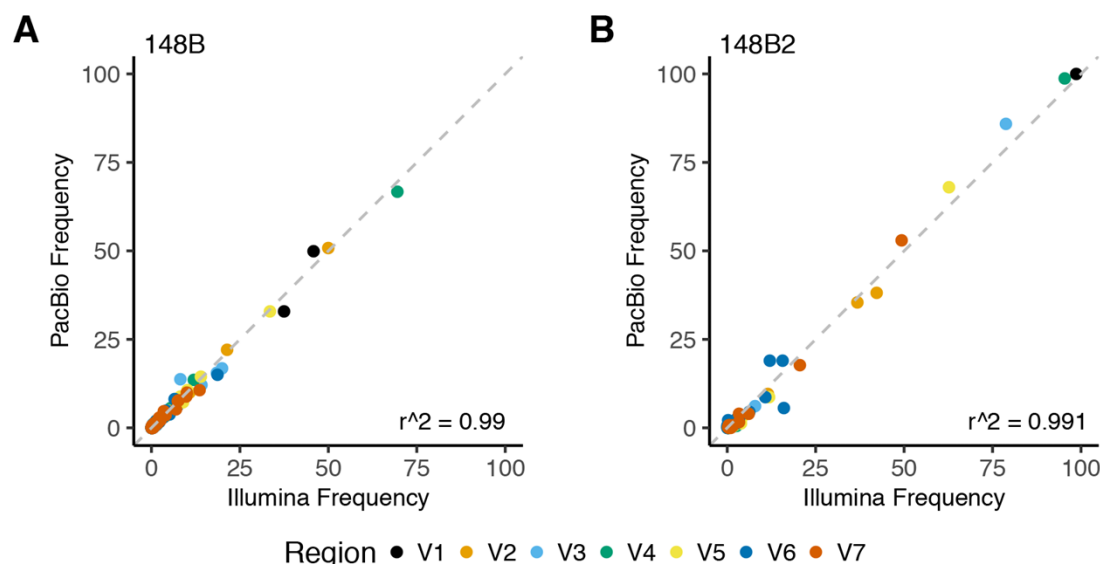 A
148B
100
75
50
25
0
PacBio Frequency
r^2 = 0.99
0 25 50 75 100
Illumina Frequency
B
148B2
100
75
50
25
0
PacBio Frequency
r^2 = 0.991
0 25 50 75 100
Illumina Frequency
Region V1 V2 V3 V4 V5 V6 V7